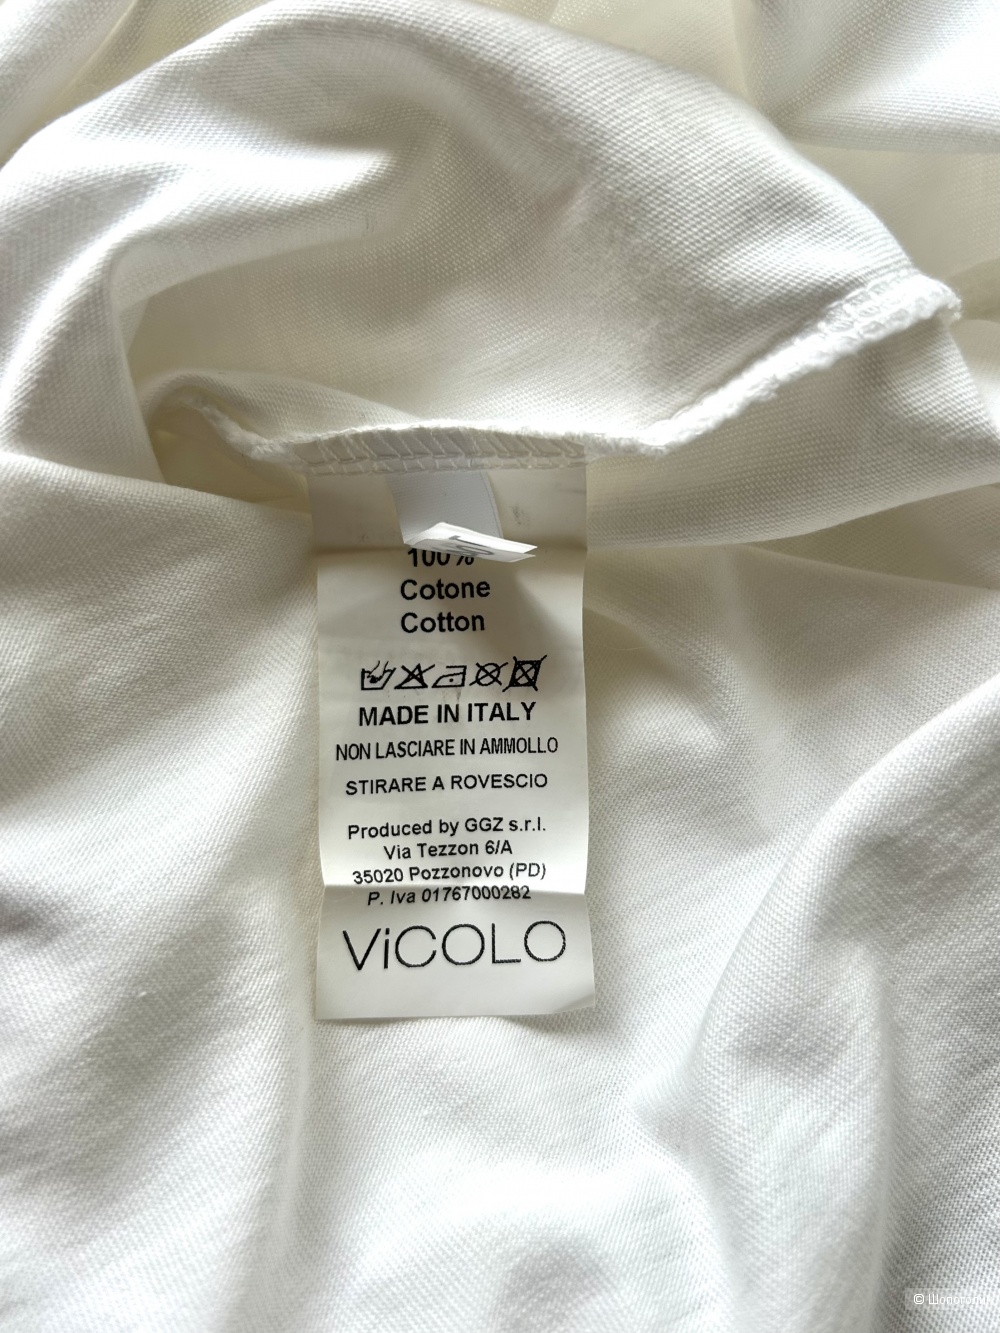 100%
Cotone
Cotton
MADE IN ITALY
NON LASCIARE IN AMMOLLO
STIRARE A ROVESCIO
Produced by GGZ s.r.l.
Via Tezzon 6/A
35020 Pozzonovo (PD)
P. Iva 01767000282
ViCOLO
©